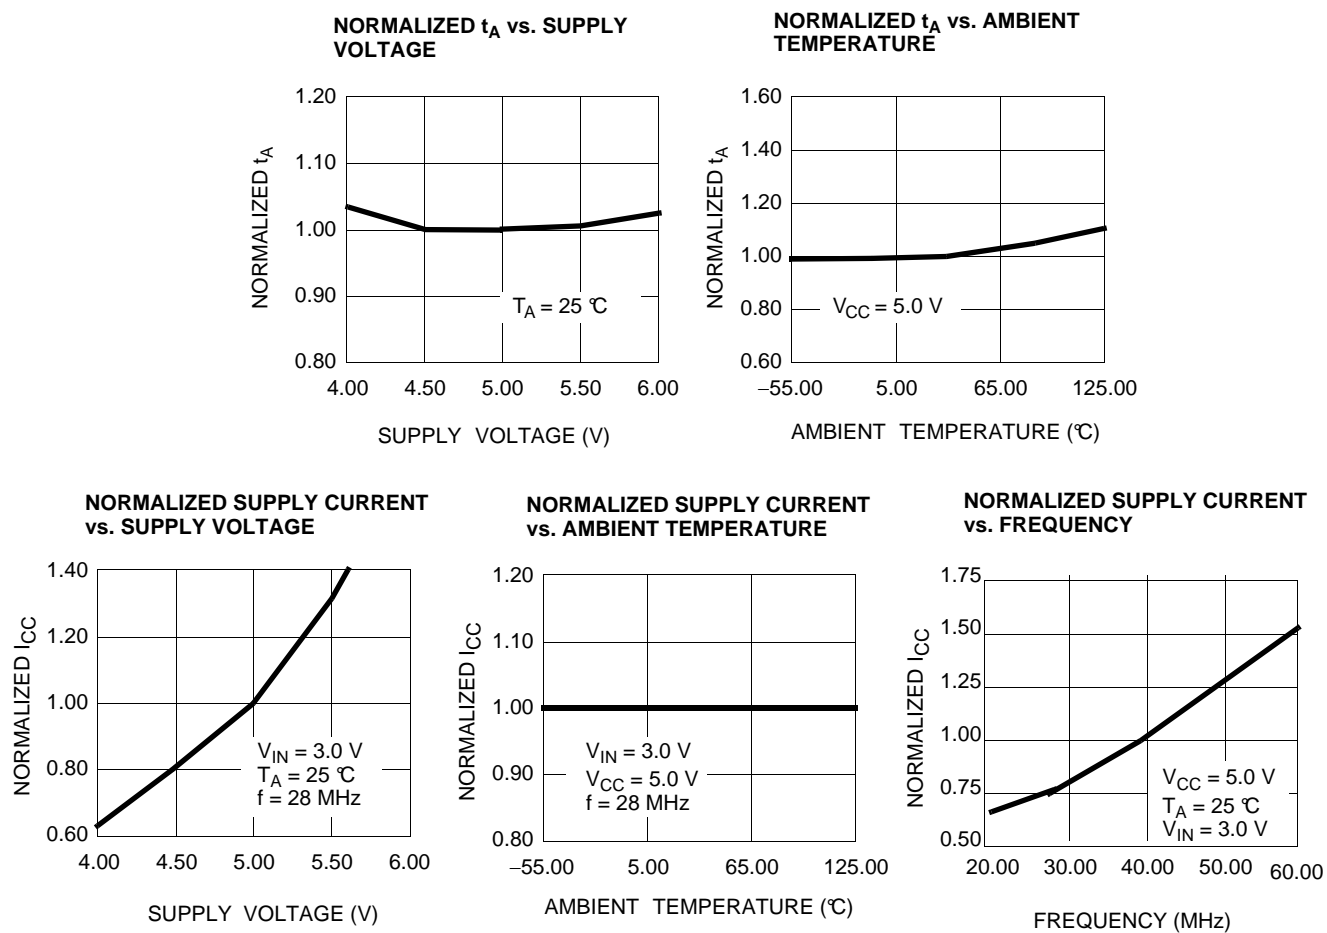 NORMALIZED tA vs. SUPPLY
VOLTAGE
1.20
1.10
1.00
0.90
0.80
NORMALIZED tA
TA = 25 °C
4.00 4.50 5.00 5.50 6.00
SUPPLY VOLTAGE (V)
NORMALIZED tA vs. AMBIENT
TEMPERATURE
1.60
1.40
1.20
1.00
0.80
0.60
NORMALIZED tA
VCC = 5.0 V
–55.00 5.00 65.00 125.00
AMBIENT TEMPERATURE (°C)
NORMALIZED SUPPLY CURRENT
vs. SUPPLY VOLTAGE
1.40
1.20
1.00
0.80
0.60
NORMALIZED ICC
VIN = 3.0 V
TA = 25 °C
f = 28 MHz
4.00 4.50 5.00 5.50 6.00
SUPPLY VOLTAGE (V)
NORMALIZED SUPPLY CURRENT
vs. AMBIENT TEMPERATURE
1.20
1.10
1.00
0.90
0.80
NORMALIZED ICC
VIN = 3.0 V
VCC = 5.0 V
f = 28 MHz
–55.00 5.00 65.00 125.00
AMBIENT TEMPERATURE (°C)
NORMALIZED SUPPLY CURRENT
vs. FREQUENCY
1.75
1.50
1.25
1.00
0.75
0.50
NORMALIZED ICC
VCC = 5.0 V
TA = 25 °C
VIN = 3.0 V
20.00 30.00 40.00 50.00 60.00
FREQUENCY (MHz)